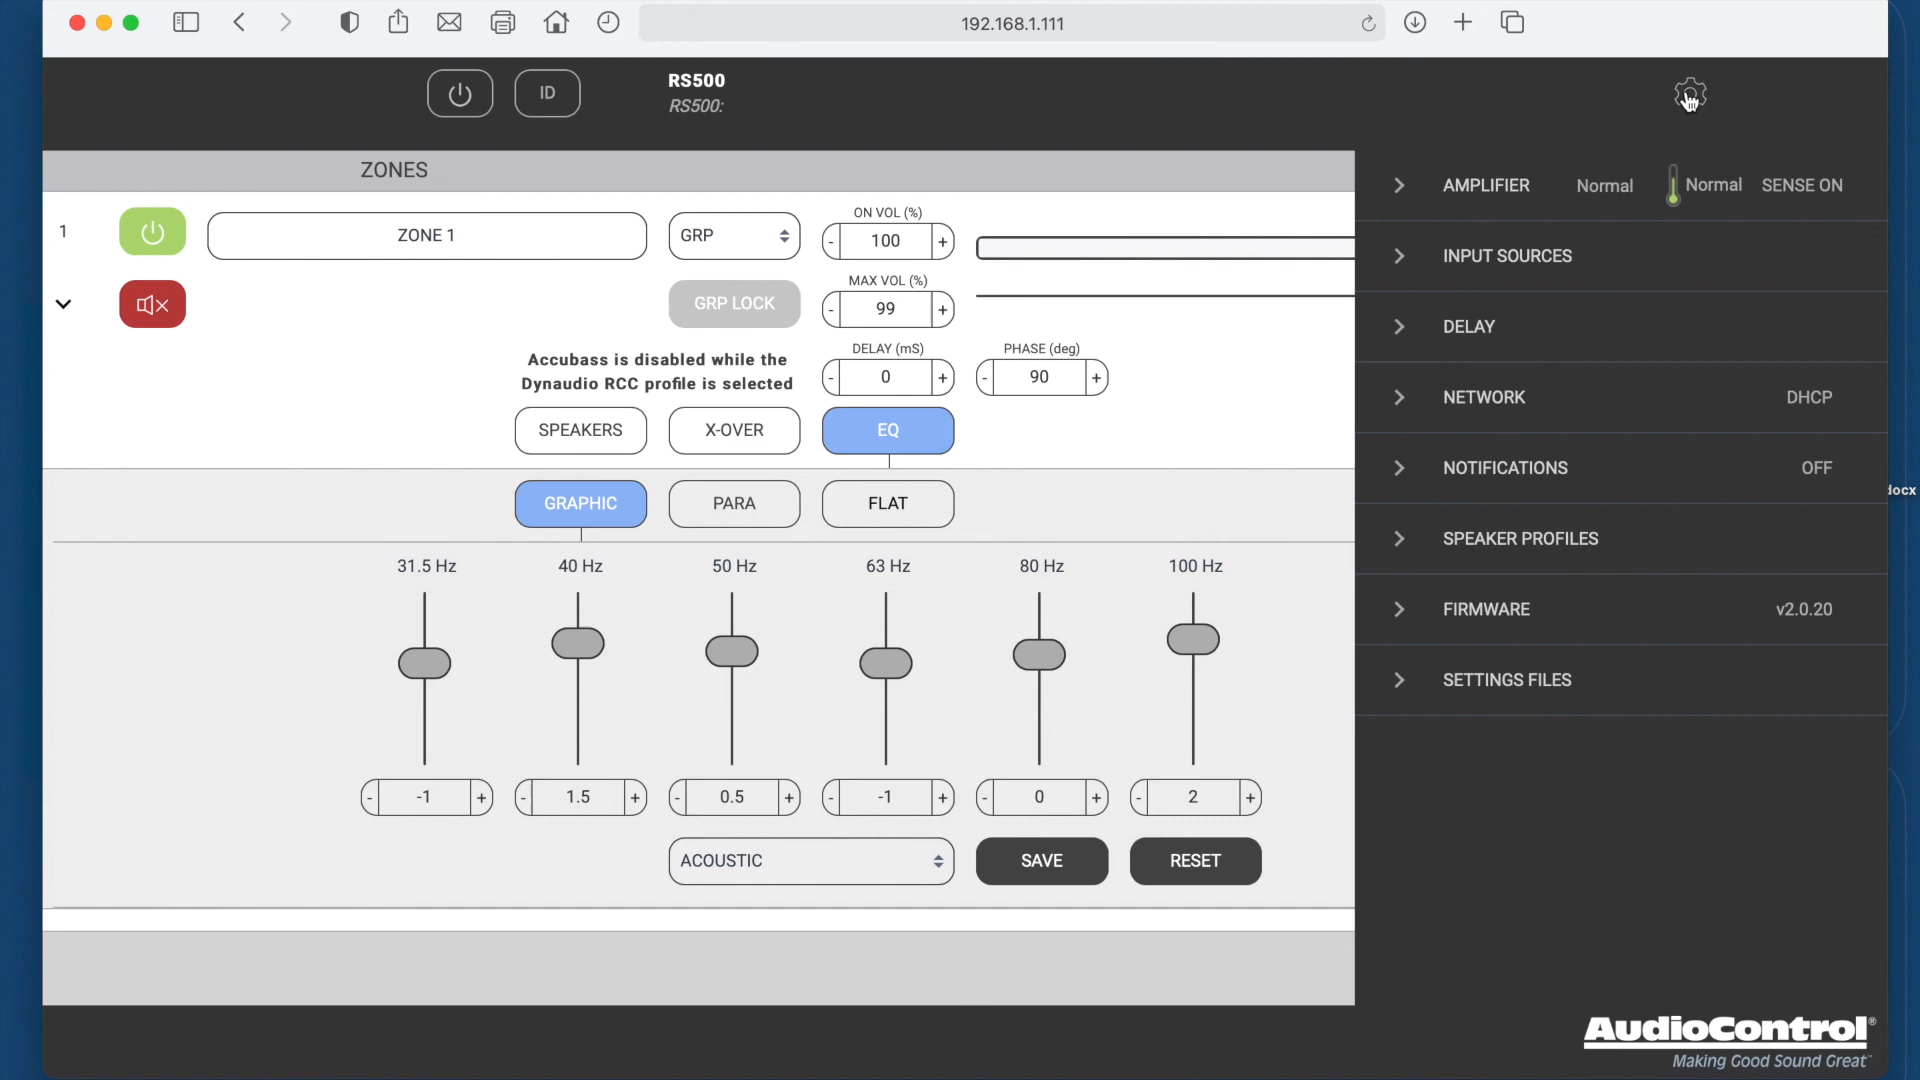 192.168.1.111
ID
RS500
RS500:
ZONES
AMPLIFIER Normal Normal SENSE ON
INPUT SOURCES
DELAY
NETWORK DHCP
NOTIFICATIONS OFF
SPEAKER PROFILES
FIRMWARE v2.0.20
SETTINGS FILES
1 ZONE 1 GRP
ON VOL (%)
- 100 +
GRP LOCK
MAX VOL (%)
- 99 +
Accubass is disabled while the
Dynaudio RCC profile is selected
DELAY (mS) PHASE (deg)
- 0 + - 90 +
SPEAKERS X-OVER EQ
GRAPHIC PARA FLAT
31.5 Hz 40 Hz 50 Hz 63 Hz 80 Hz 100 Hz
- -1 + - 1.5 + - 0.5 + - -1 + - 0 + - 2 +
ACOUSTIC SAVE RESET
docx
AudioControl®
Making Good Sound Great™